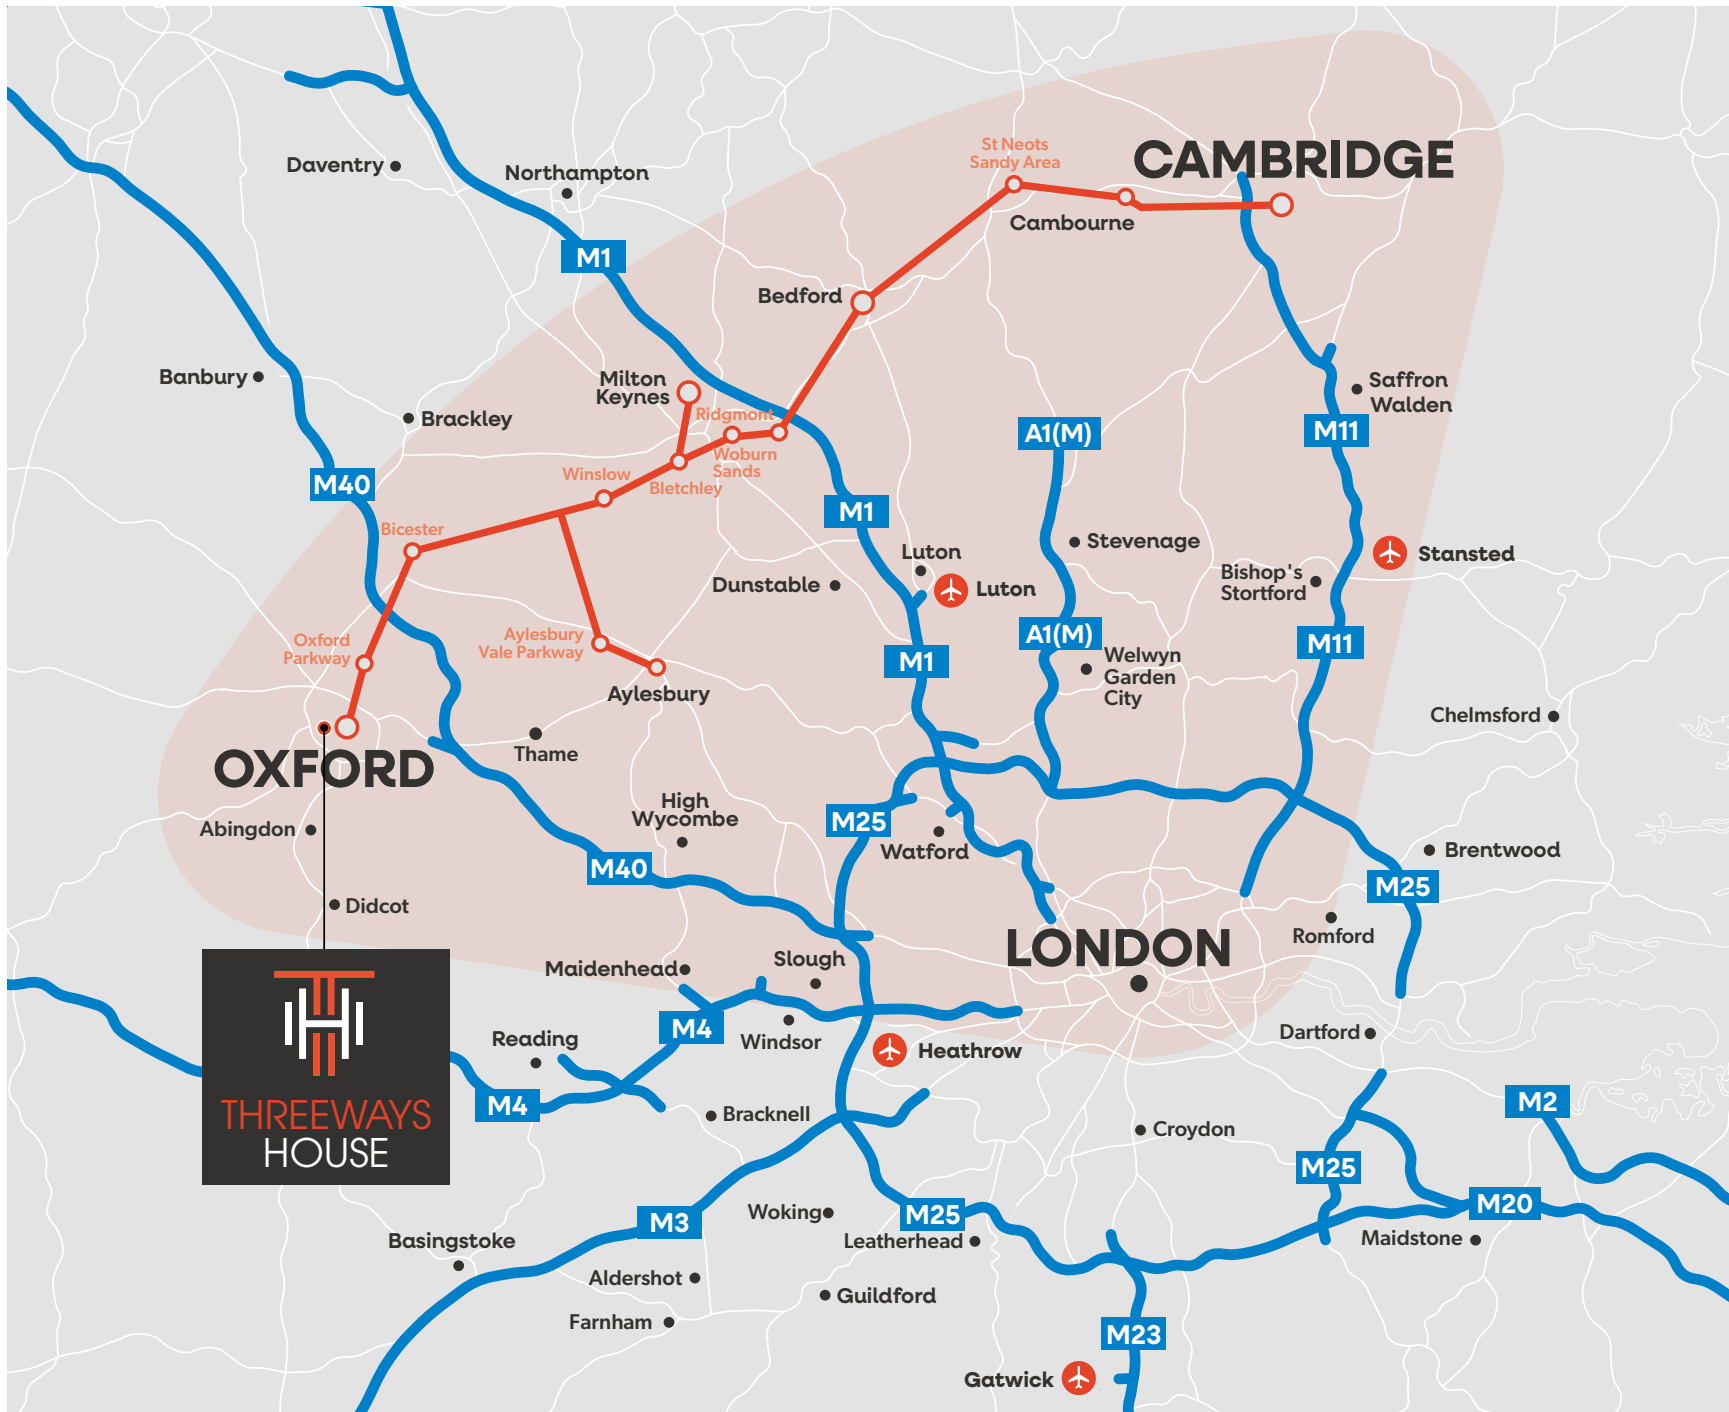 St Neots
Sandy Area
CAMBRIDGE
Daventry
Northampton
Cambourne
M1
Bedford
Milton
Keynes
Banbury
Saffron
Walden
Brackley
Ridgmont
A1(M)
M11
Woburn
Sands
Winslow
Bletchley
M40
M1
Bicester
Stevenage
Luton
Stansted
Bishop's
Stortford
Dunstable
Luton
Oxford
Parkway
Aylesbury
Vale Parkway
A1(M)
M11
M1
Welwyn
Garden
City
Aylesbury
Chelmsford
Thame
OXFORD
High
Wycombe
M25
Abingdon
Watford
Brentwood
M40
M25
Didcot
Romford
LONDON
Slough
Maidenhead
M4
Windsor
Dartford
Reading
Heathrow
M4
M2
THREEWAYS
HOUSE
Bracknell
Croydon
M25
M20
Woking
M25
M3
Maidstone
Basingstoke
Leatherhead
Aldershot
Guildford
Farnham
M23
Gatwick